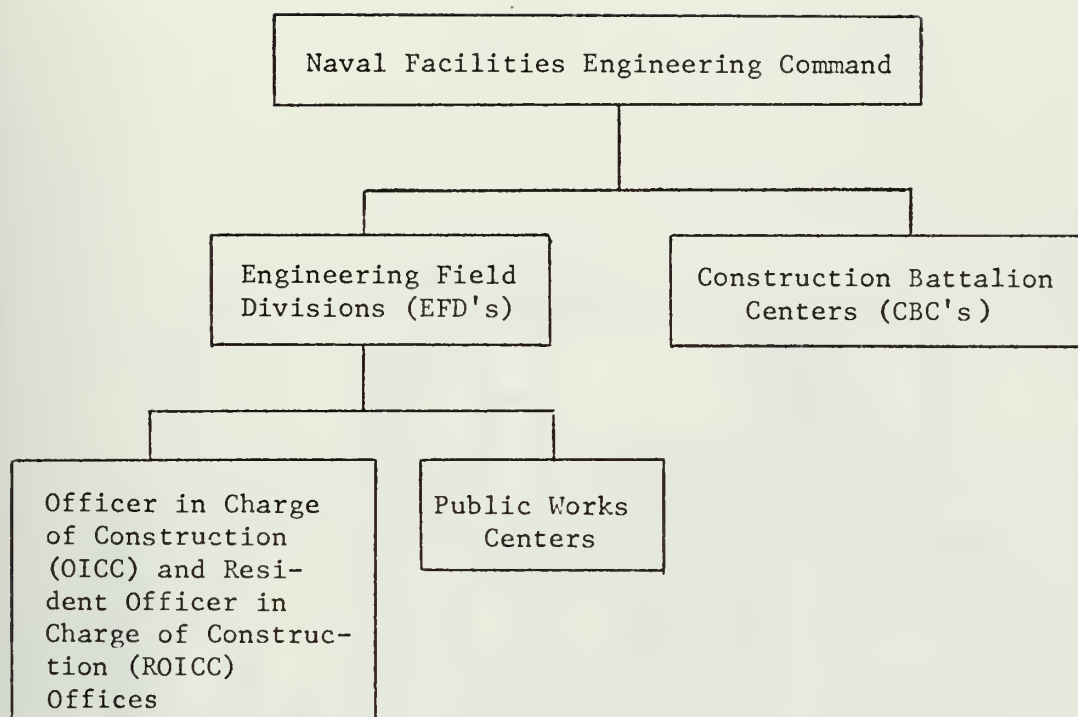 Naval Facilities Engineering Command
Engineering Field
Divisions (EFD's)
Construction Battalion
Centers (CBC's)
Officer in Charge
of Construction
(OICC) and Resi-
dent Officer in
Charge of Construc-
tion (ROICC)
Offices
Public Works
Centers